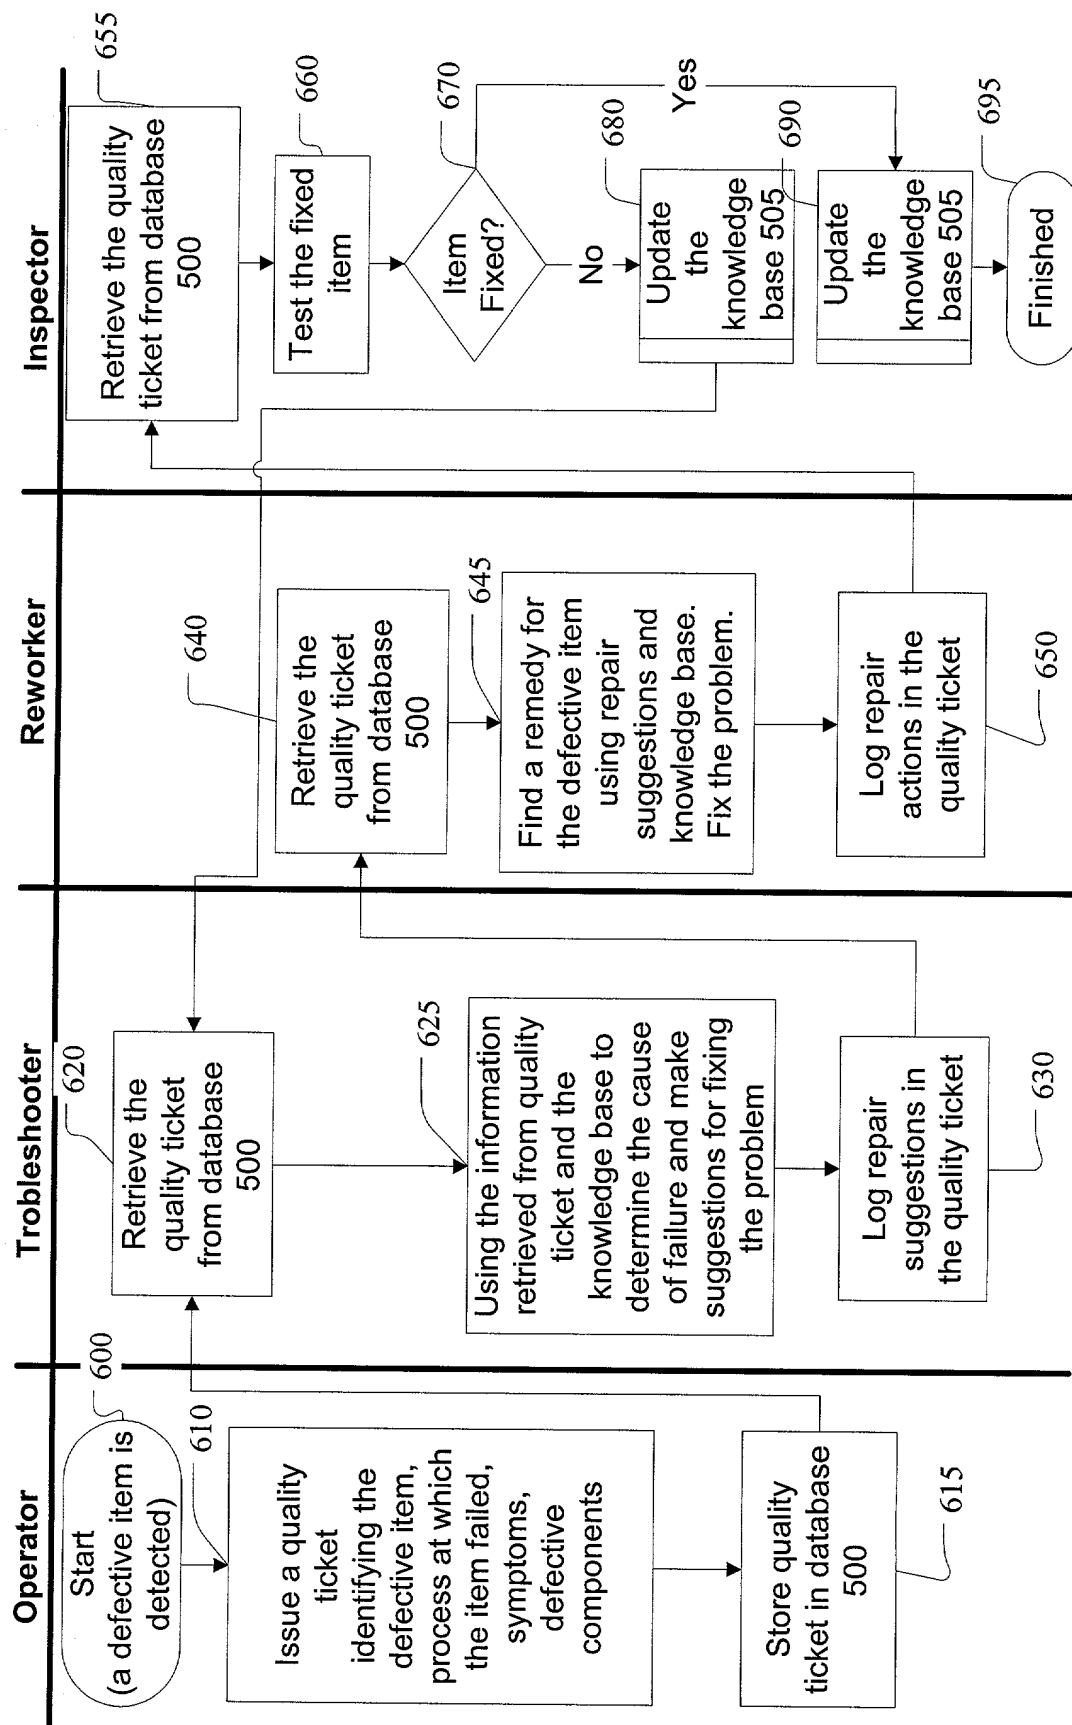 Operator
Trobleshooter
Reworker
Inspector
600
Start
(a defective item is
detected)
610
Issue a quality
ticket
identifying the
defective item,
process at which
the item failed,
symptoms,
defective
components
Store quality
ticket in database
500
615
620
Retrieve the
quality ticket
from database
500
625
Using the information
retrieved from quality
ticket and the
knowledge base to
determine the cause
of failure and make
suggestions for fixing
the problem
Log repair
suggestions in
the quality ticket
630
640
Retrieve the
quality ticket
from database
500
645
Find a remedy for
the defective item
using repair
suggestions and
knowledge base.
Fix the problem.
Log repair
actions in the
quality ticket
650
655
Retrieve the quality
ticket from database
500
660
Test the fixed
item
670
Item
Fixed?
No
Yes
680
Update
the
knowledge
base 505
690
Update
the
knowledge
base 505
695
Finished